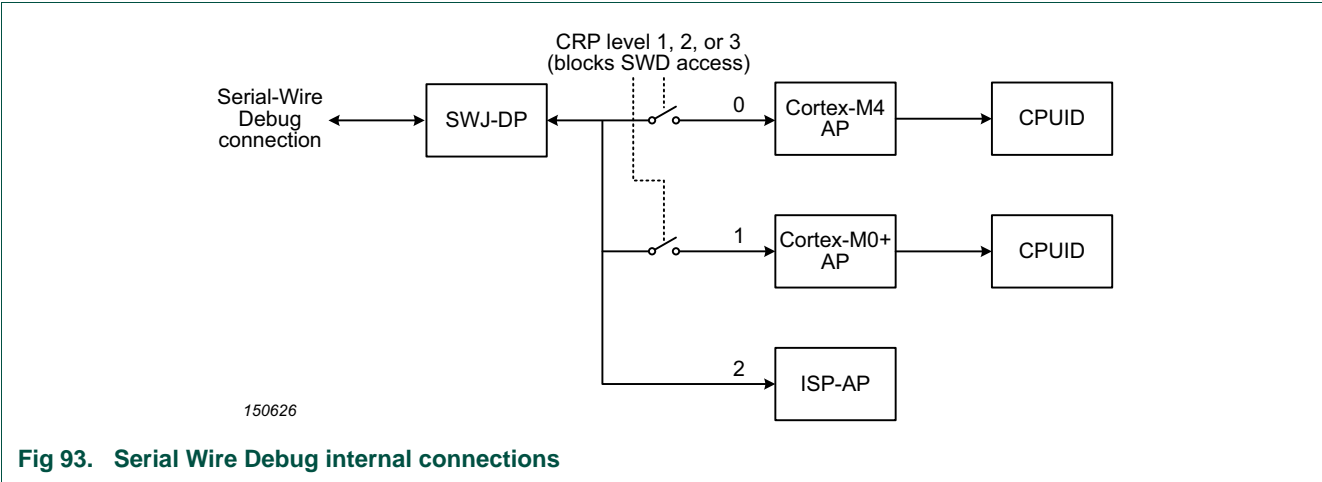 CRP level 1, 2, or 3
(blocks SWD access)
Serial-Wire
Debug
connection
SWJ-DP
0
Cortex-M4
AP
CPUID
1
Cortex-M0+
AP
CPUID
2
ISP-AP
150626
Fig 93. Serial Wire Debug internal connections